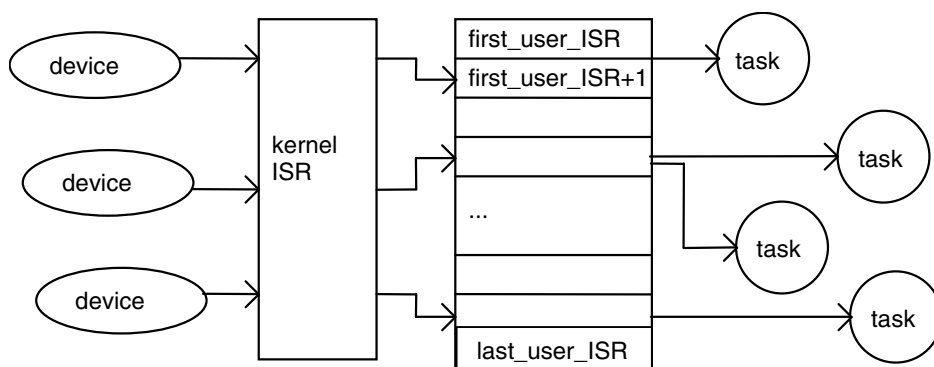 device
device
device
kernel
ISR
first_user_ISR
first_user_ISR+1
...
last_user_ISR
task
task
task
task